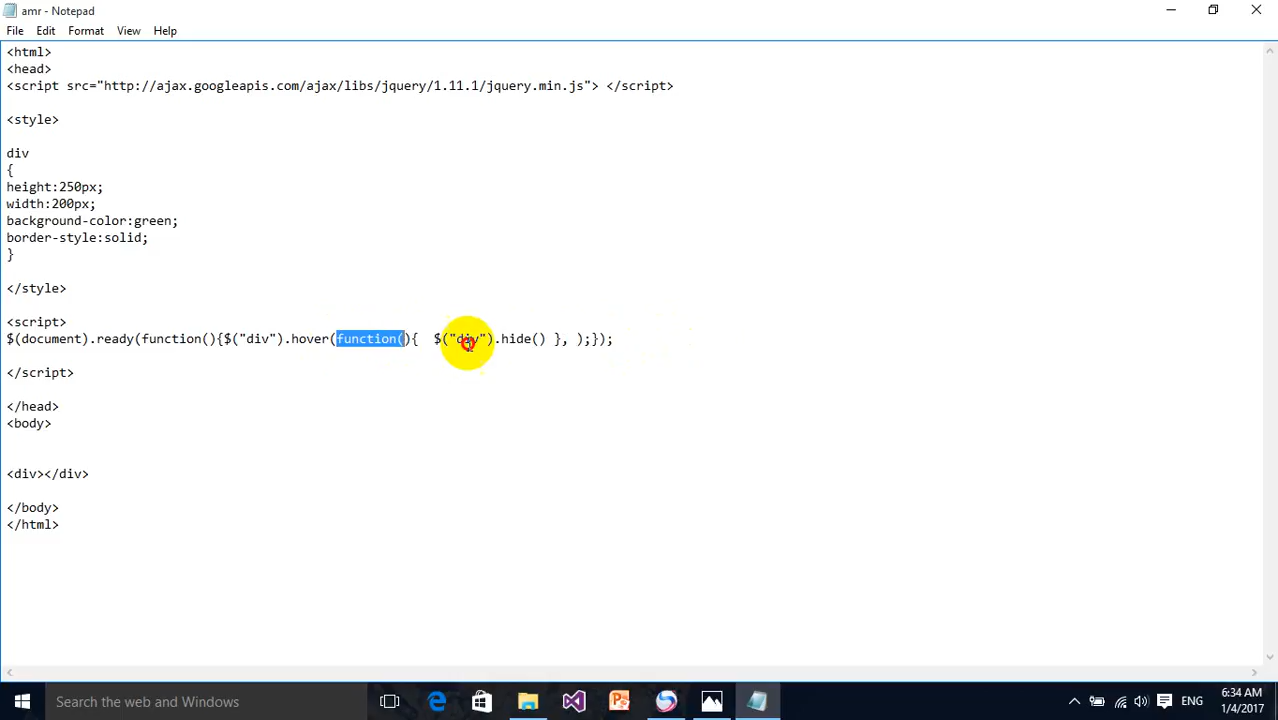 amr - Notepad
File Edit Format View Help
<html>
<head>
<script src="http://ajax.googleapis.com/ajax/libs/jquery/1.11.1/jquery.min.js"> </script>
<style>
div
{
height:250px;
width:200px;
background-color:green;
border-style:solid;
}
</style>
<script>
$(document).ready(function(){$("div").hover(function(){  $("div").hide() }, );});
</script>
</head>
<body>
<div></div>
</body>
</html>
Search the web and Windows
ENG
6:34 AM
1/4/2017